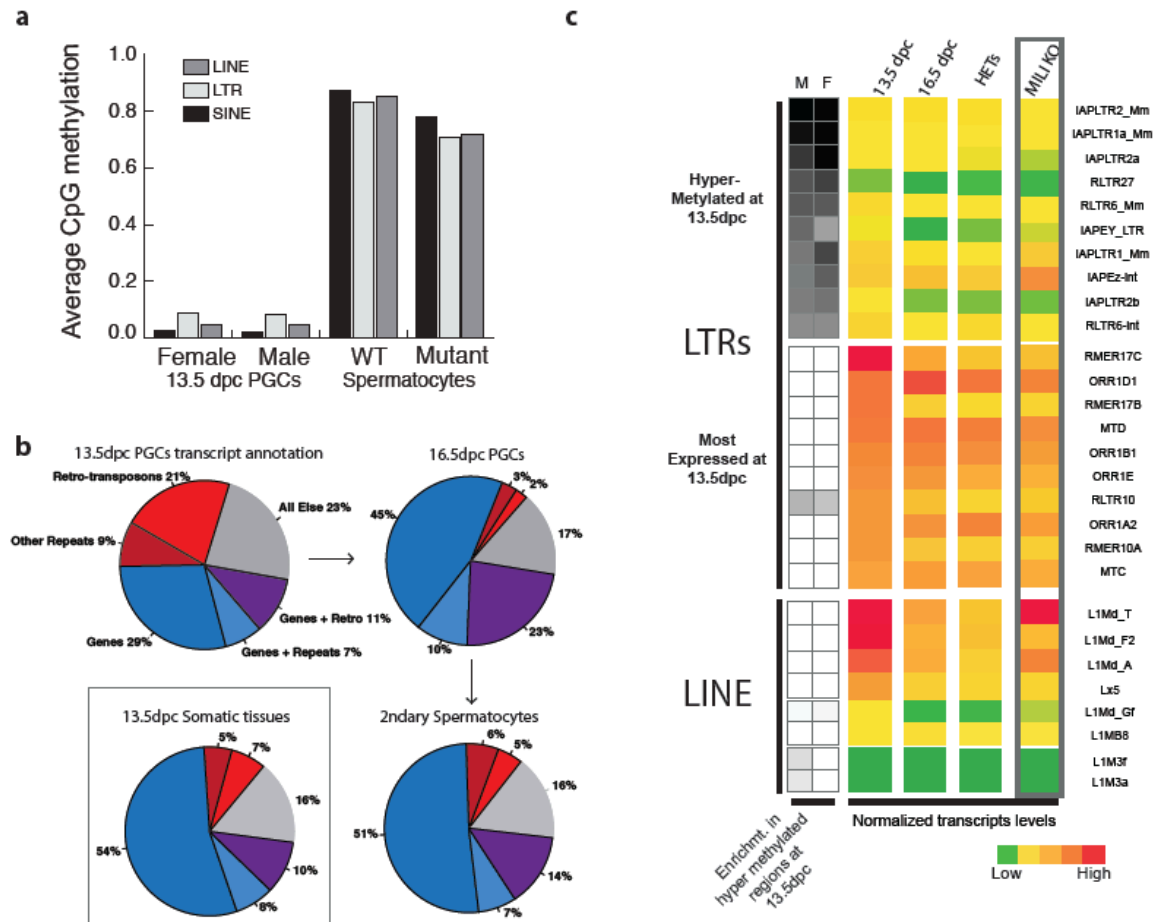 a
Average CpG methylation
1.0
0.8
0.6
0.4
0.2
0.0
LINE
LTR
SINE
Female Male WT Mutant
13.5 dpc PGCs Spermatocytes
b
13.5dpc PGCs transcript annotation
Retro-transposons 21%
All Else 23%
Other Repeats 9%
Genes + Retro 11%
Genes 29%
Genes + Repeats 7%
16.5dpc PGCs
3%
2%
45%
17%
23%
10%
13.5dpc Somatic tissues
5%
7%
16%
54%
10%
8%
2ndary Spermatocytes
6%
5%
16%
51%
14%
7%
c
M F
13.5 dpc
16.5 dpc
HETs
MILI KO
Hyper-
Metylated at
13.5dpc
LTRs
Most
Expressed at
13.5dpc
LINE
IAPLTR2_Mm
IAPLTR1a_Mm
IAPLTR2a
RLTR27
RLTR6_Mm
IAPEY_LTR
IAPLTR1_Mm
IAPEz-Int
IAPLTR2b
RLTR6-Int
RMER17C
ORR1D1
RMER17B
MTD
ORR1B1
ORR1E
RLTR10
ORR1A2
RMER10A
MTC
L1Md_T
L1Md_F2
L1Md_A
Lx5
L1Md_Gf
L1MB8
L1M3f
L1M3a
Enrichmt. in
hyper methylated
regions at
13.5dpc
Normalized transcripts levels
Low High